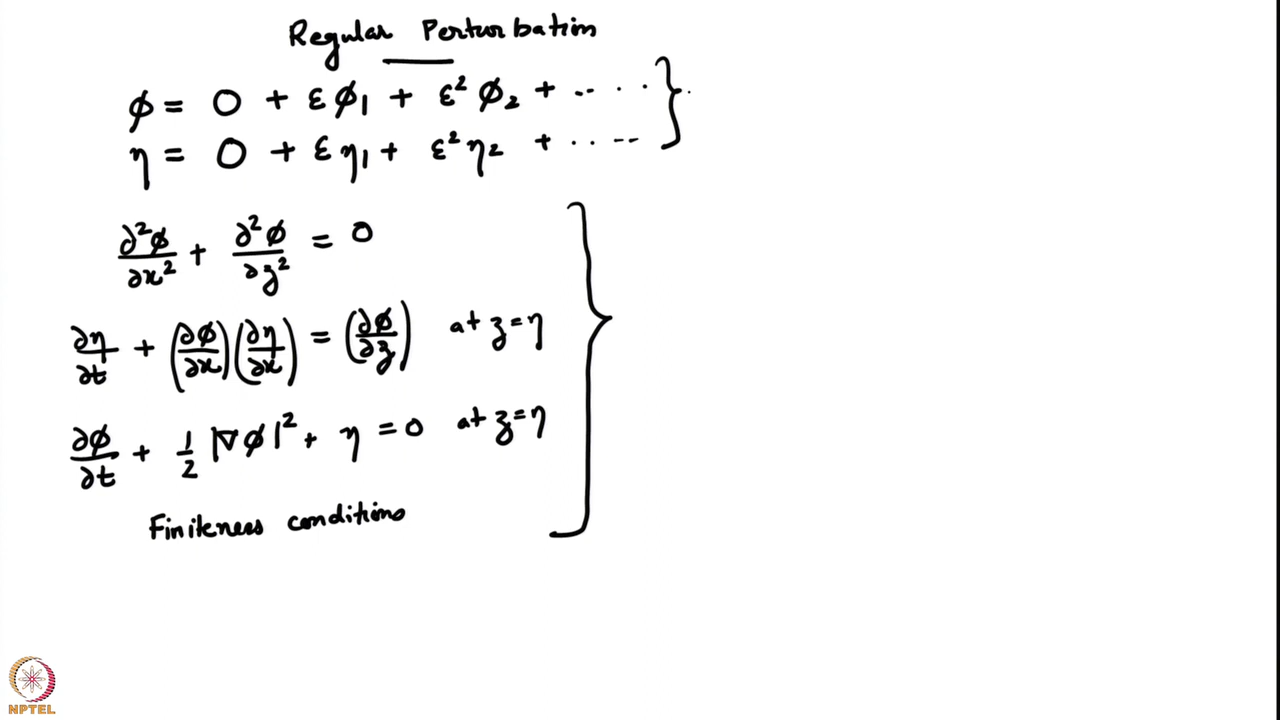 Regular Perturbation
ϕ = 0 + εϕ₁ + ε²ϕ₂ + .. . .
η = 0 + εη₁ + ε²η₂ + .. --
∂²ϕ/∂x² + ∂²ϕ/∂z² = 0
∂η/∂t + (∂ϕ/∂x)(∂η/∂x) = (∂ϕ/∂z) at z=η
∂ϕ/∂t + 1/2 |∇ϕ|² + η = 0 at z=η
Finiteness conditions
NPTEL